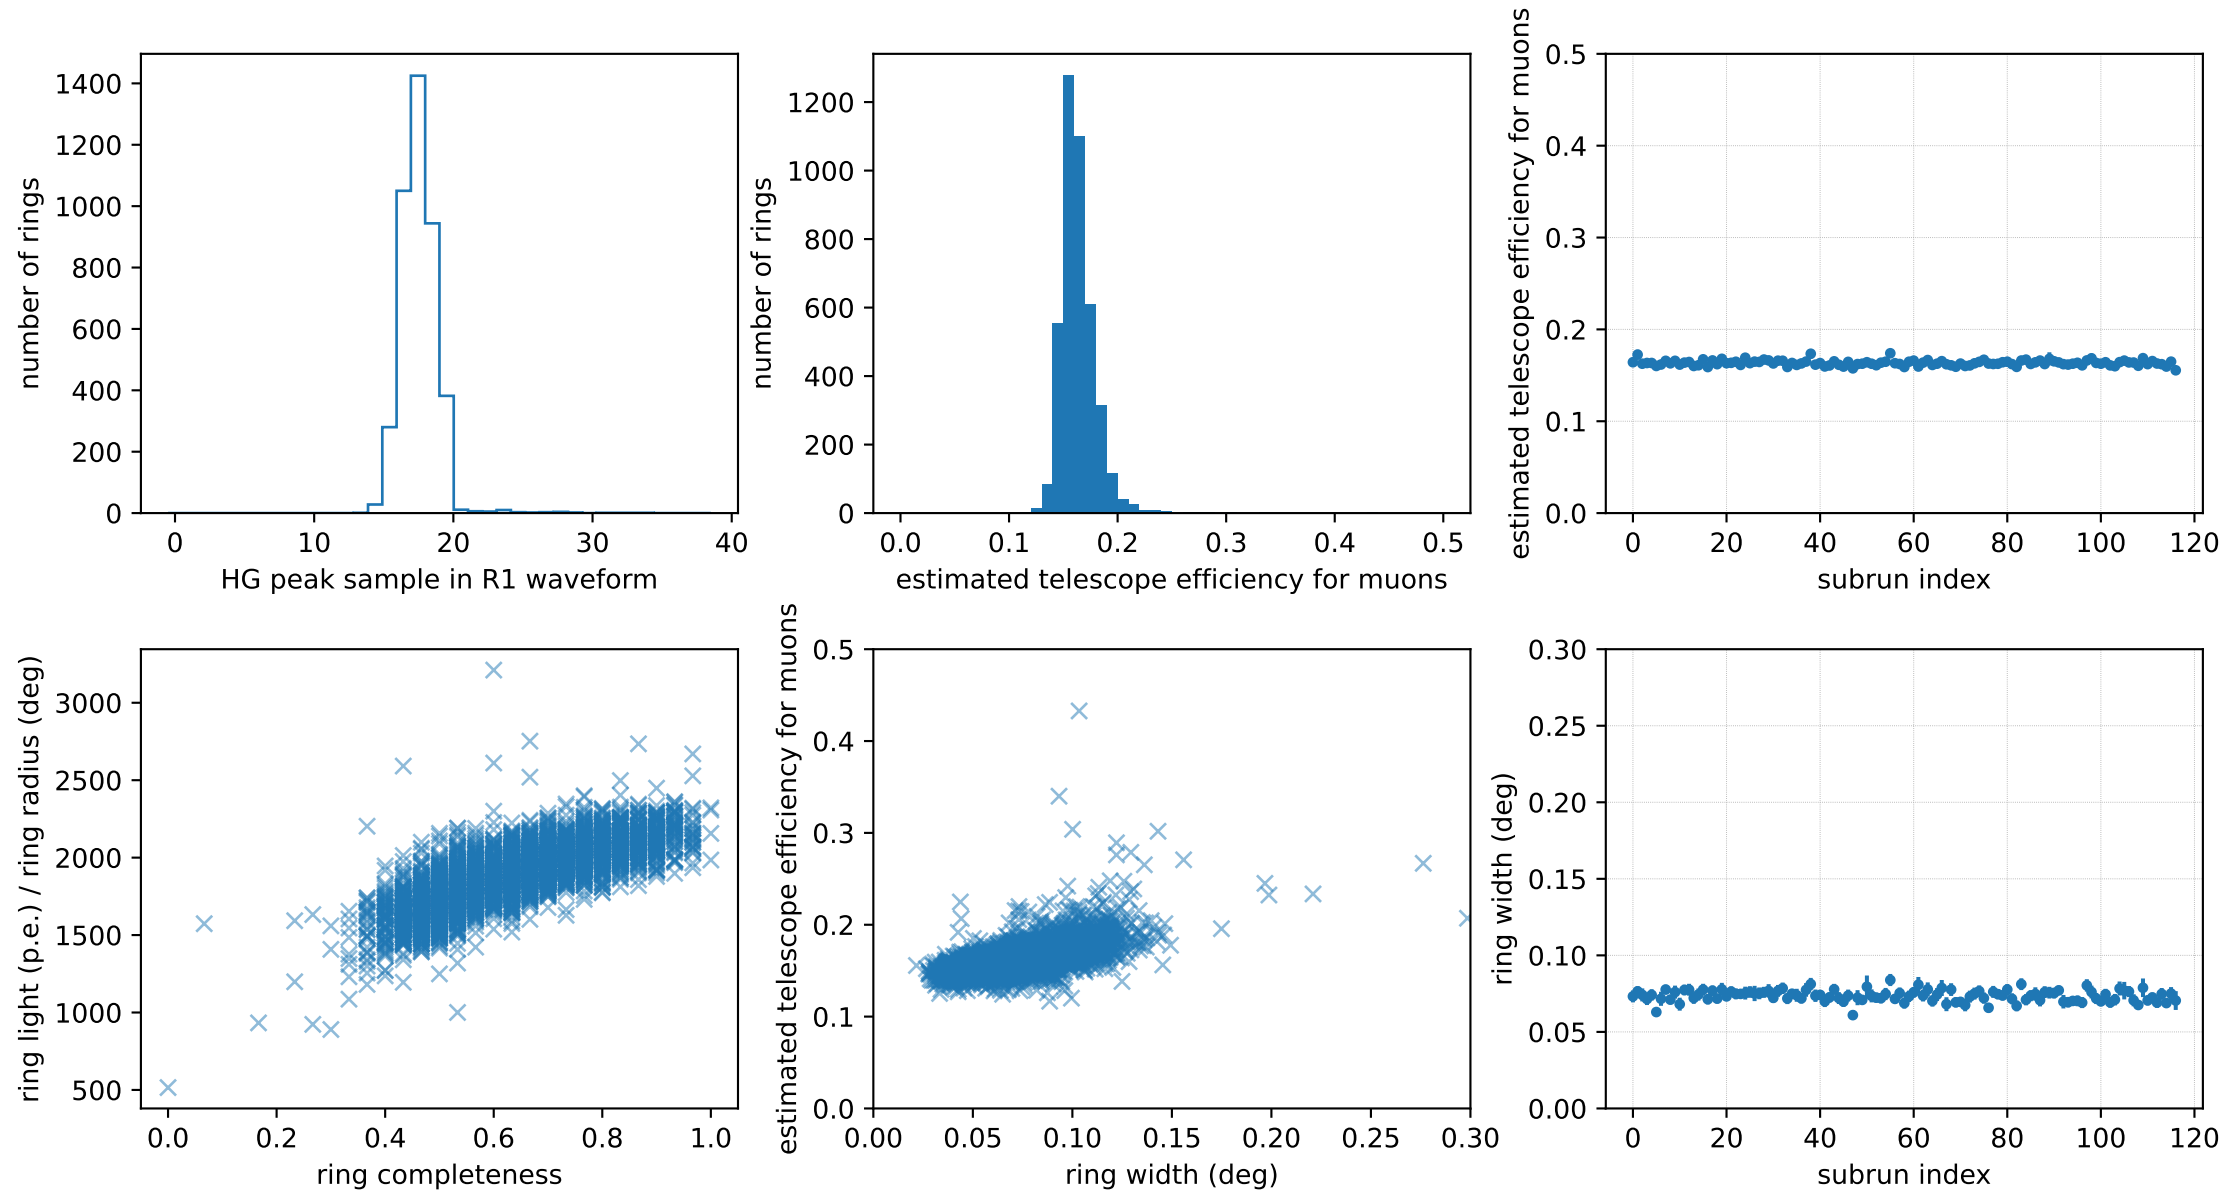 1400
1200
1000
800
600
400
200
0
number of rings
0 10 20 30 40
HG peak sample in R1 waveform
1200
1000
800
600
400
200
0
number of rings
0.0 0.1 0.2 0.3 0.4 0.5
estimated telescope efficiency for muons
0.5
0.4
0.3
0.2
0.1
0.0
estimated telescope efficiency for muons
0 20 40 60 80 100 120
subrun index
3000
2500
2000
1500
1000
500
ring light (p.e.) / ring radius (deg)
0.0 0.2 0.4 0.6 0.8 1.0
ring completeness
0.5
0.4
0.3
0.2
0.1
0.0
estimated telescope efficiency for muons
0.00 0.05 0.10 0.15 0.20 0.25 0.30
ring width (deg)
0.30
0.25
0.20
0.15
0.10
0.05
0.00
ring width (deg)
0 20 40 60 80 100 120
subrun index